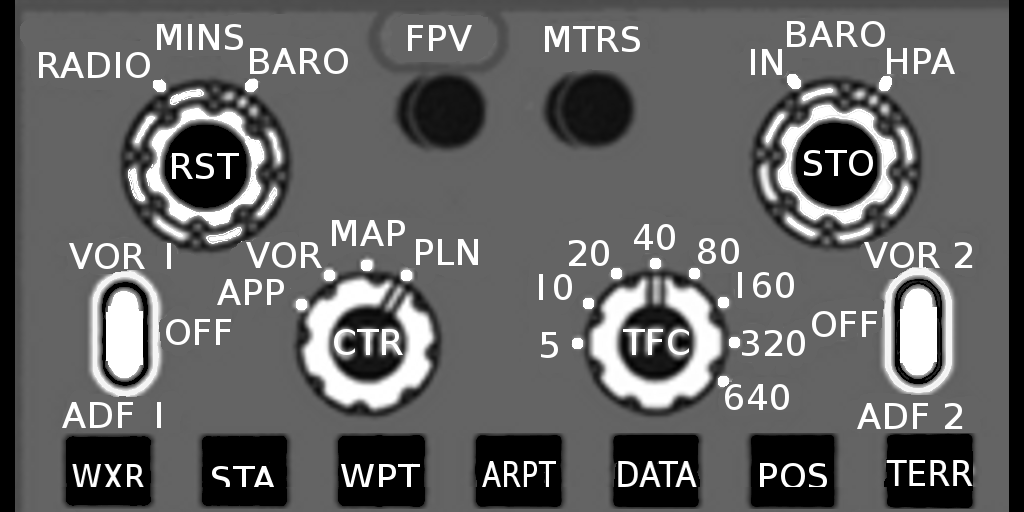 MINS
RADIO BARO
FPV MTRS
BARO
IN HPA
RST STO
VOR 1
OFF
ADF 1
APP VOR MAP PLN
CTR
5 10 20 40 80 160 320 640
TFC
VOR 2
OFF
ADF 2
WXR STA WPT ARPT DATA POS TERR